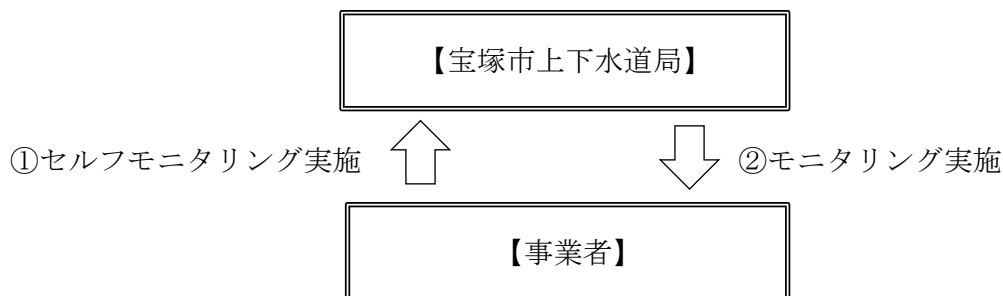 【宝塚市上下水道局】
①セルフモニタリング実施
②モニタリング実施
【事業者】